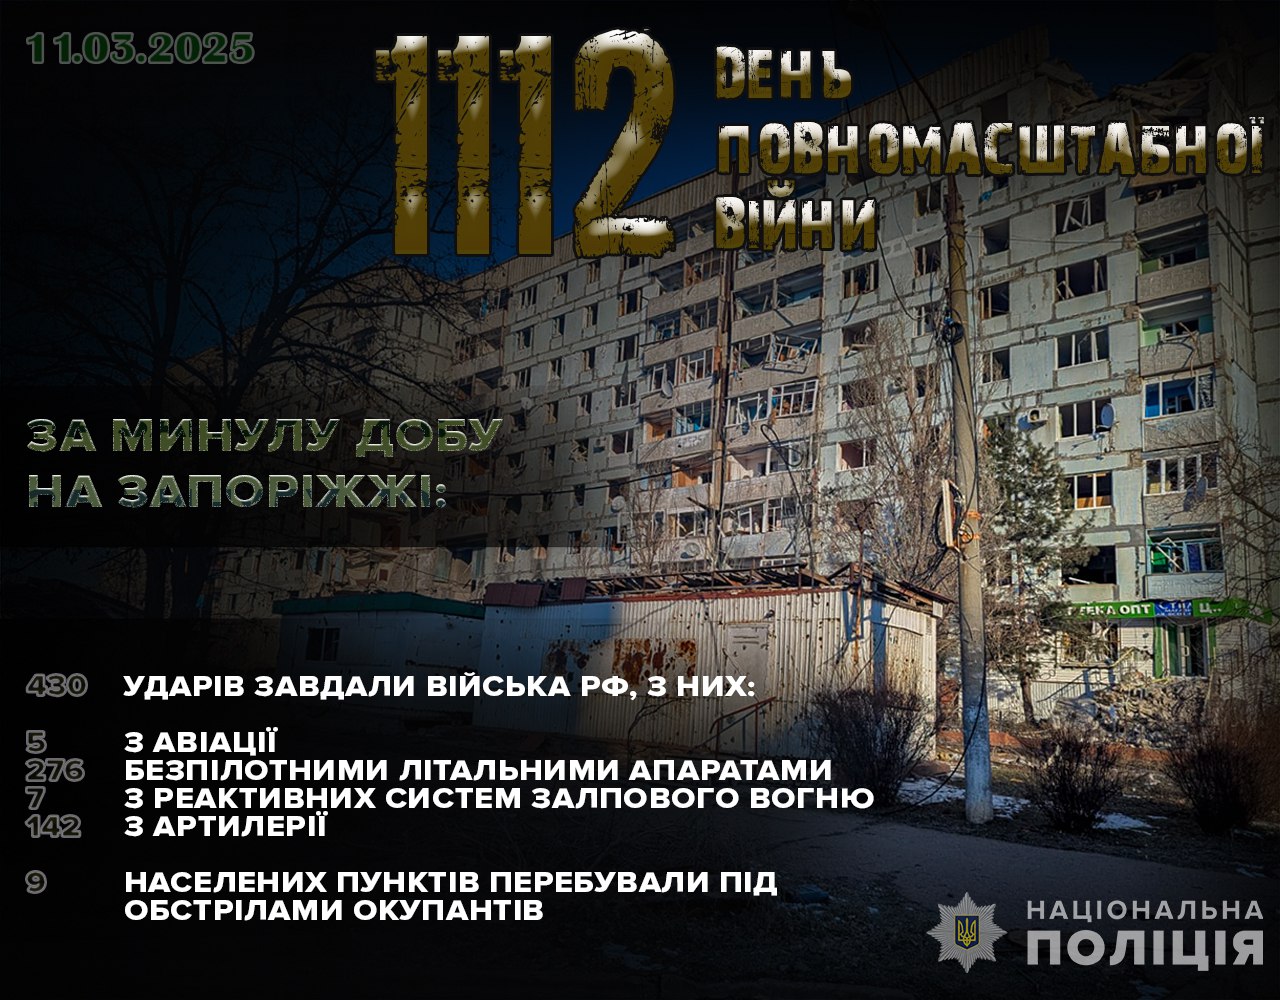 11.03.2025
1112
ДЕНЬ
ПОВНОМАСШТАБНОЇ
ВІЙНИ
ЗА МИНУЛУ ДОБУ
НА ЗАПОРІЖЖІ:
430 УДАРІВ ЗАВДАЛИ ВІЙСЬКА РФ, З НИХ:
5 З АВІАЦІЇ
276 БЕЗПІЛОТНИМИ ЛІТАЛЬНИМИ АПАРАТАМИ
7 З РЕАКТИВНИХ СИСТЕМ ЗАЛПОВОГО ВОГНЮ
142 З АРТИЛЕРІЇ
9 НАСЕЛЕНИХ ПУНКТІВ ПЕРЕБУВАЛИ ПІД
ОБСТРІЛАМИ ОКУПАНТІВ
ОПТ
НАЦІОНАЛЬНА
ПОЛІЦІЯ